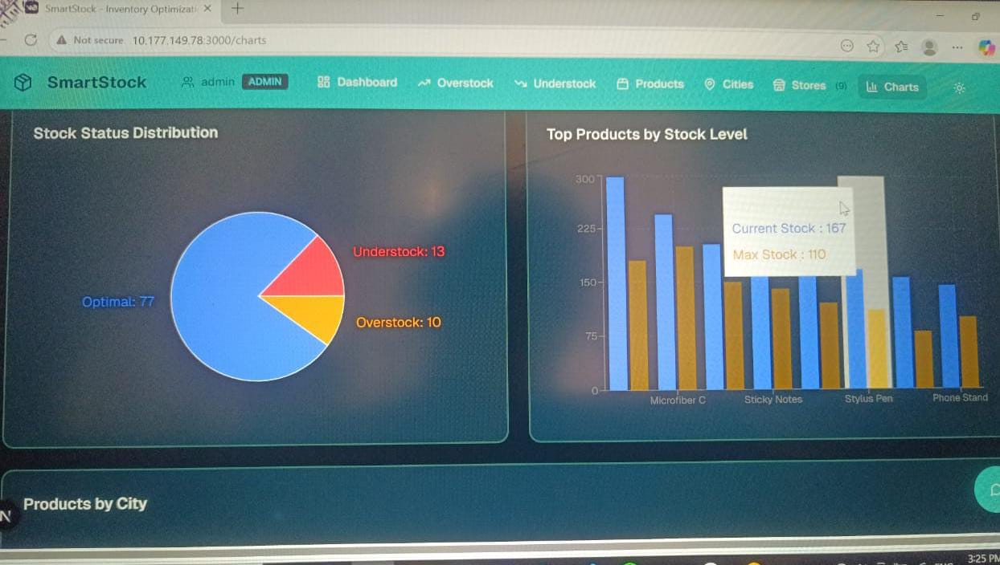 SmartStock - Inventory Optimizati
Not secure 10.177.149.78:3000/charts
SmartStock admin ADMIN Dashboard Overstock Understock Products Cities Stores (9) Charts
Stock Status Distribution
Understock: 13
Optimal: 77
Overstock: 10
Top Products by Stock Level
300
225
150
75
0
Current Stock : 167
Max Stock : 110
Microfiber C Sticky Notes Stylus Pen Phone Stand
Products by City
N
3:25 PM